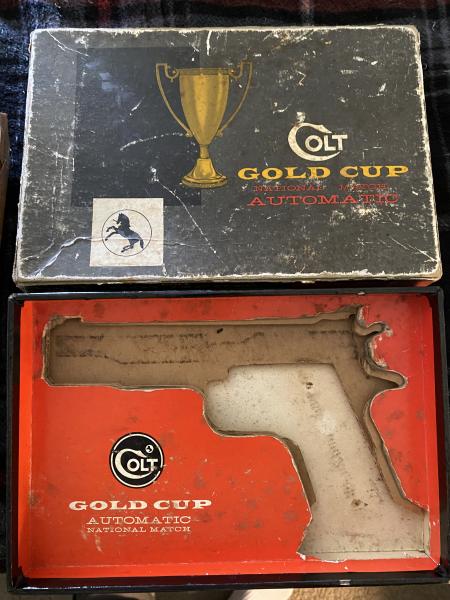 COLT
GOLD CUP
NATIONAL MATCH
AUTOMATIC
COLT
GOLD CUP
AUTOMATIC
NATIONAL MATCH